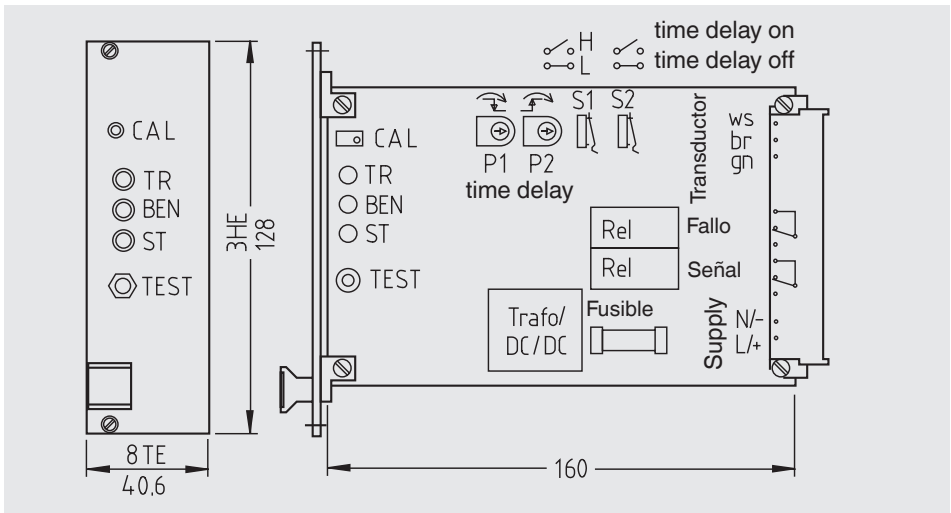 CAL
TR
BEN
ST
TEST
3HE
128
8 TE
40,6
H
L
time delay on
time delay off
S1
S2
P1
P2
time delay
CAL
TR
BEN
ST
TEST
Transductor
ws
br
gn
Rel
Fallo
Rel
Señal
Trafo/
DC/DC
Fusible
Supply
N/-
L/+
160